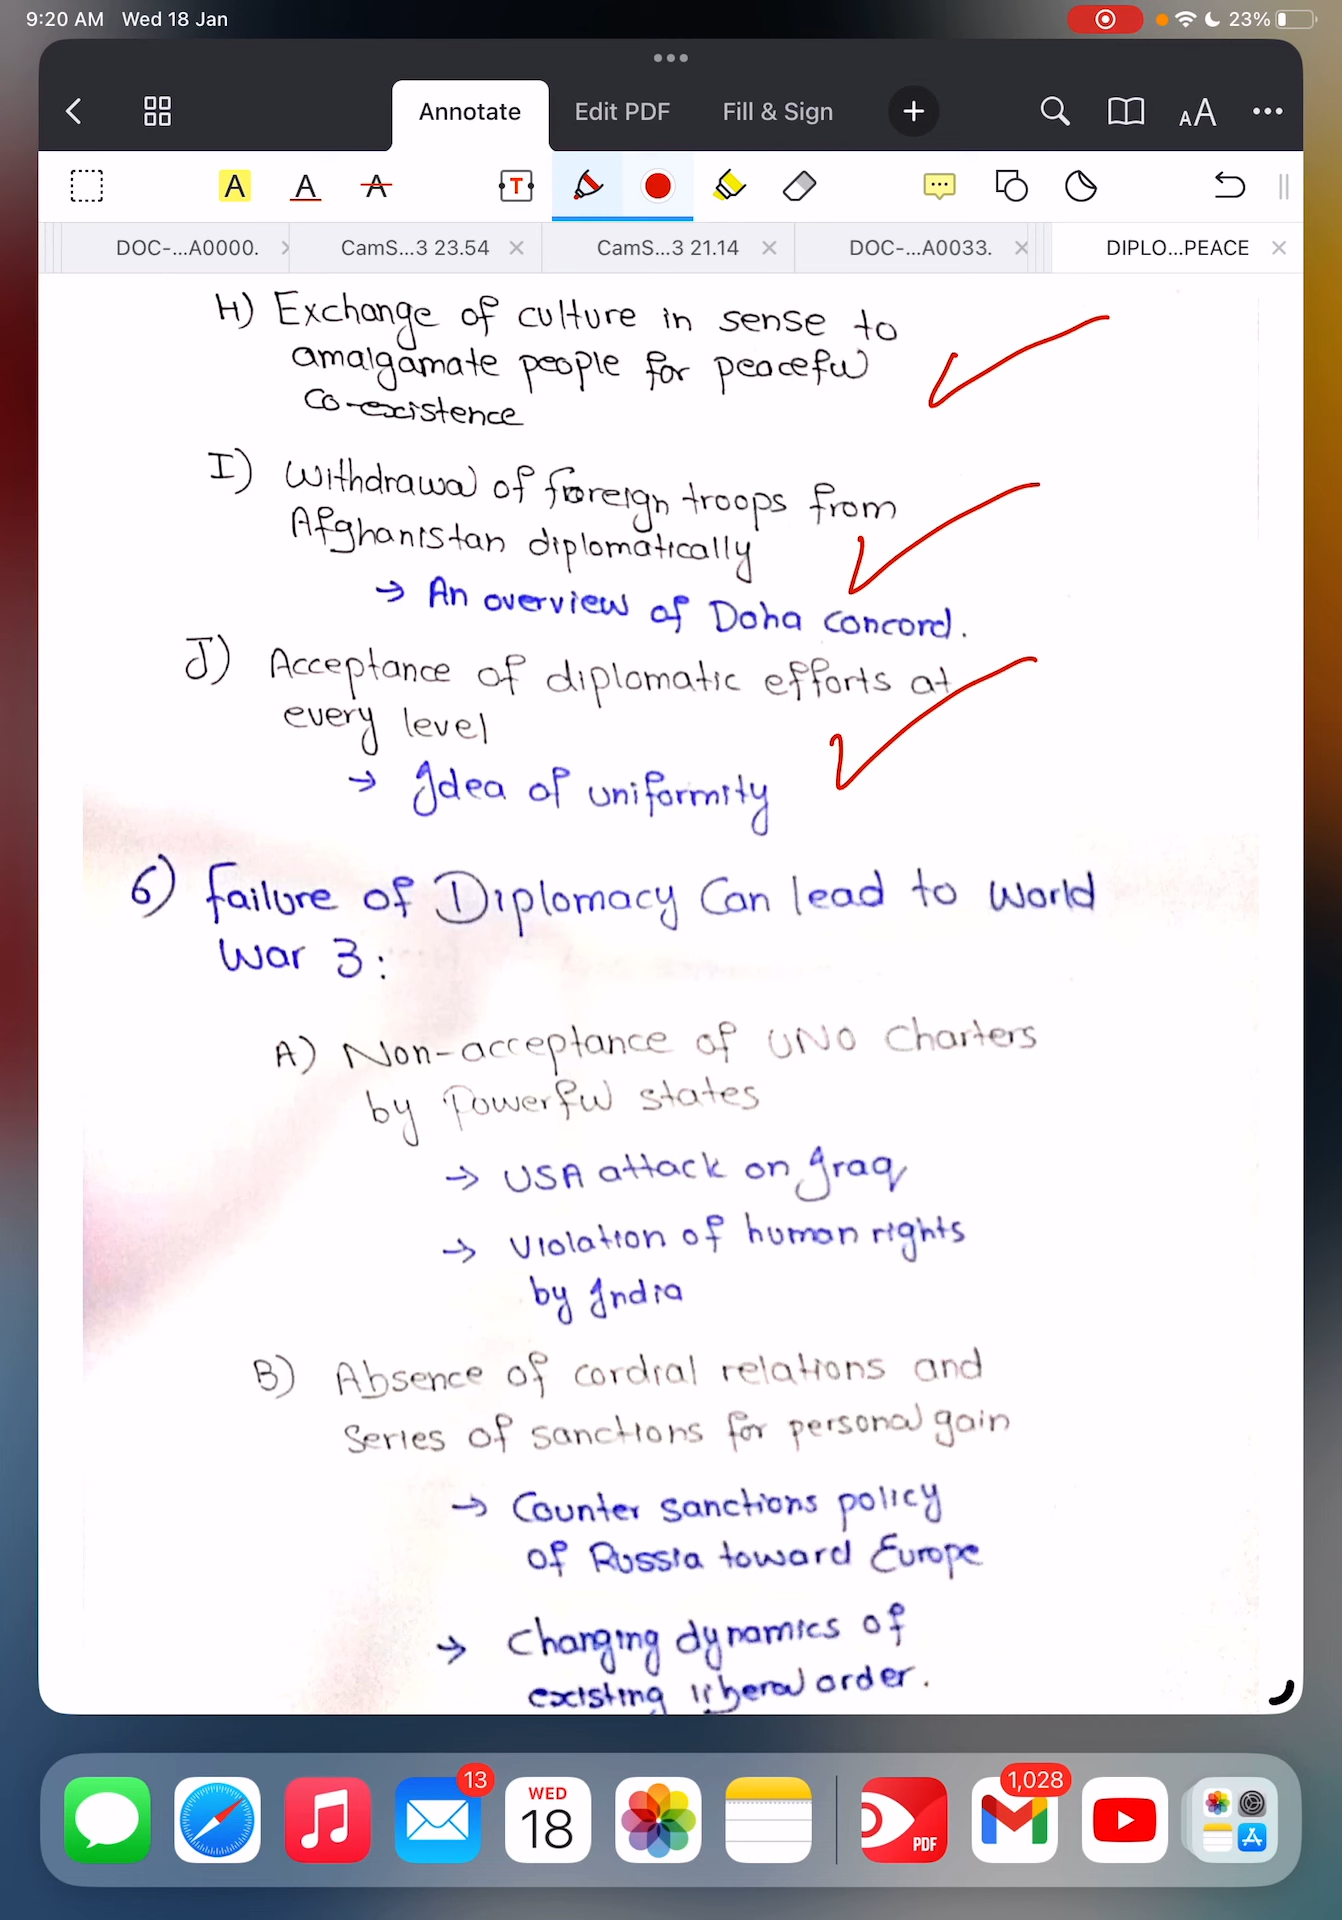 9:20 AM Wed 18 Jan
23%
Annotate
Edit PDF
Fill & Sign
AA
A A A T
DOC-...A0000.
CamS...3 23.54
CamS...3 21.14
DOC-...A0033.
DIPLO...PEACE
H) Exchange of culture in sense to
amalgamate people for peaceful
co-existence
I) Withdrawal of foreign troops from
Afghanistan diplomatically
→ An overview of Doha concord.
J) Acceptance of diplomatic efforts at
every level
→ Idea of uniformity
6) Failure of Diplomacy Can lead to World
War 3:
A) Non-acceptance of UNO Charters
by Powerful states
→ USA attack on Iraq
→ Violation of human rights
by India
B) Absence of cordial relations and
Series of sanctions for personal gain
→ Counter sanctions policy
of Russia toward Europe
→ Changing dynamics of
existing liberal order.
13
WED
18
PDF
1,028